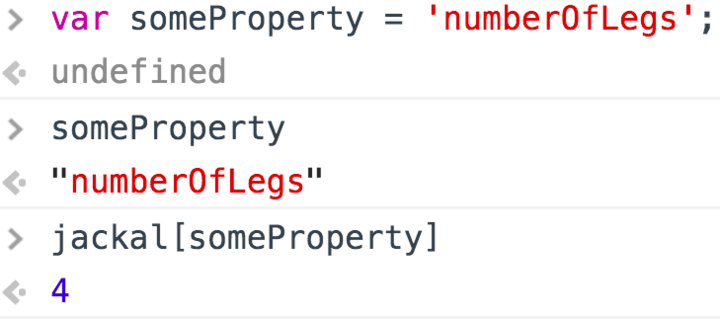 > var someProperty = 'numberOfLegs';
undefined
> someProperty
"numberOfLegs"
> jackal[someProperty]
4